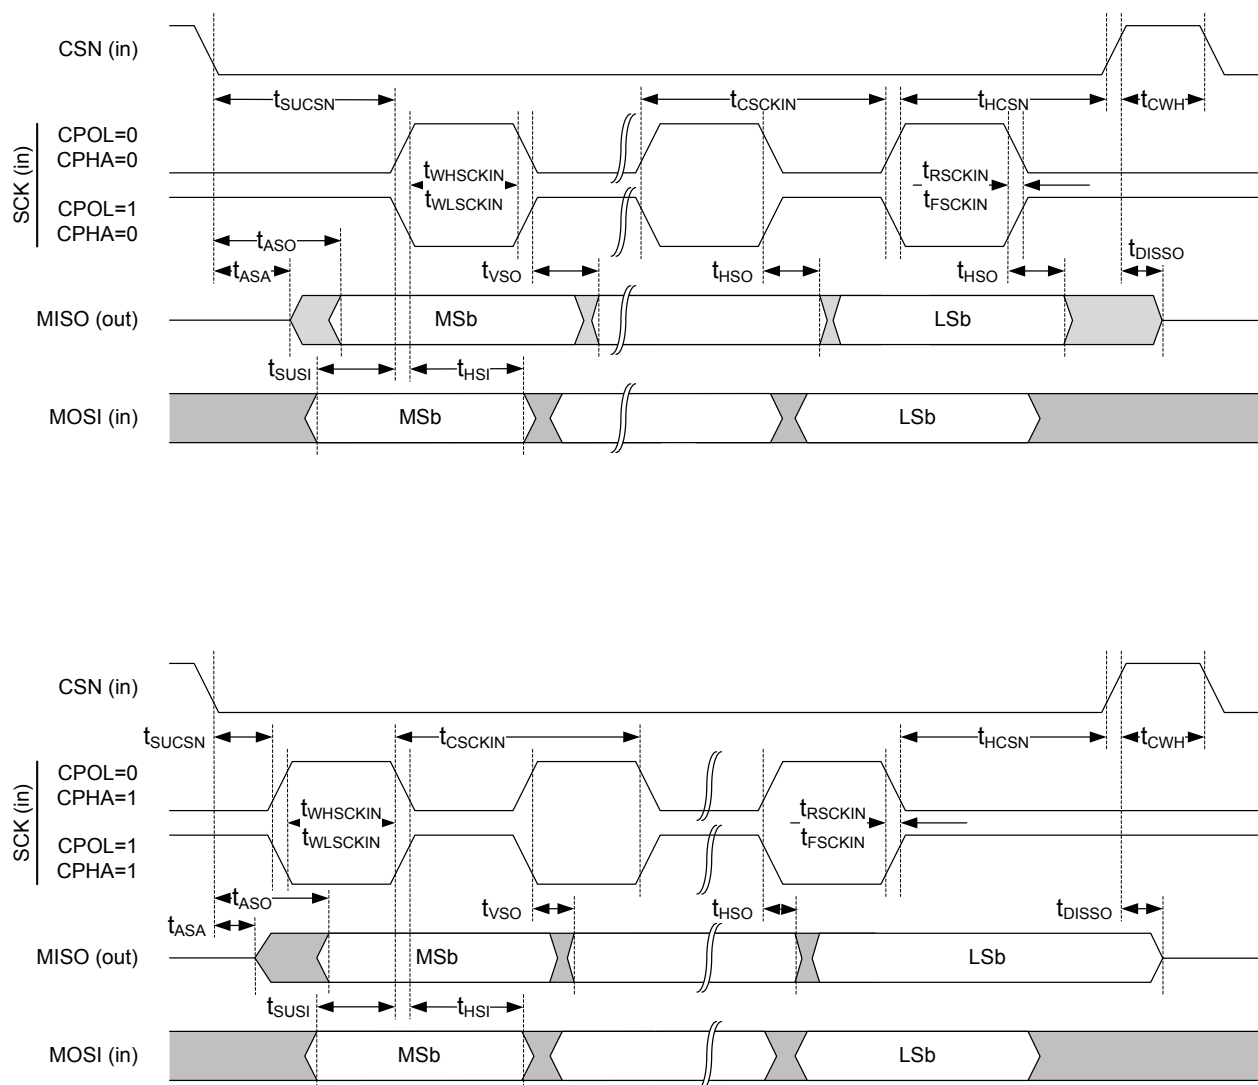 CSN (in)
tSUCSN
tCSCKIN
tHCSN
tCWH
SCK (in)
CPOL=0
CPHA=0
tWHSCKIN
tWLSCKIN
tRSCKIN
tFSCKIN
CPOL=1
CPHA=0
tASO
tASA
tVSO
tHSO
tHSO
tDISSO
MISO (out)
MSb
LSb
tSUSI
tHSI
MOSI (in)
MSb
LSb
CSN (in)
tSUCSN
tCSCKIN
tHCSN
tCWH
SCK (in)
CPOL=0
CPHA=1
tWHSCKIN
tWLSCKIN
tRSCKIN
tFSCKIN
CPOL=1
CPHA=1
tASO
tASA
tVSO
tHSO
tDISSO
MISO (out)
MSb
LSb
tSUSI
tHSI
MOSI (in)
MSb
LSb